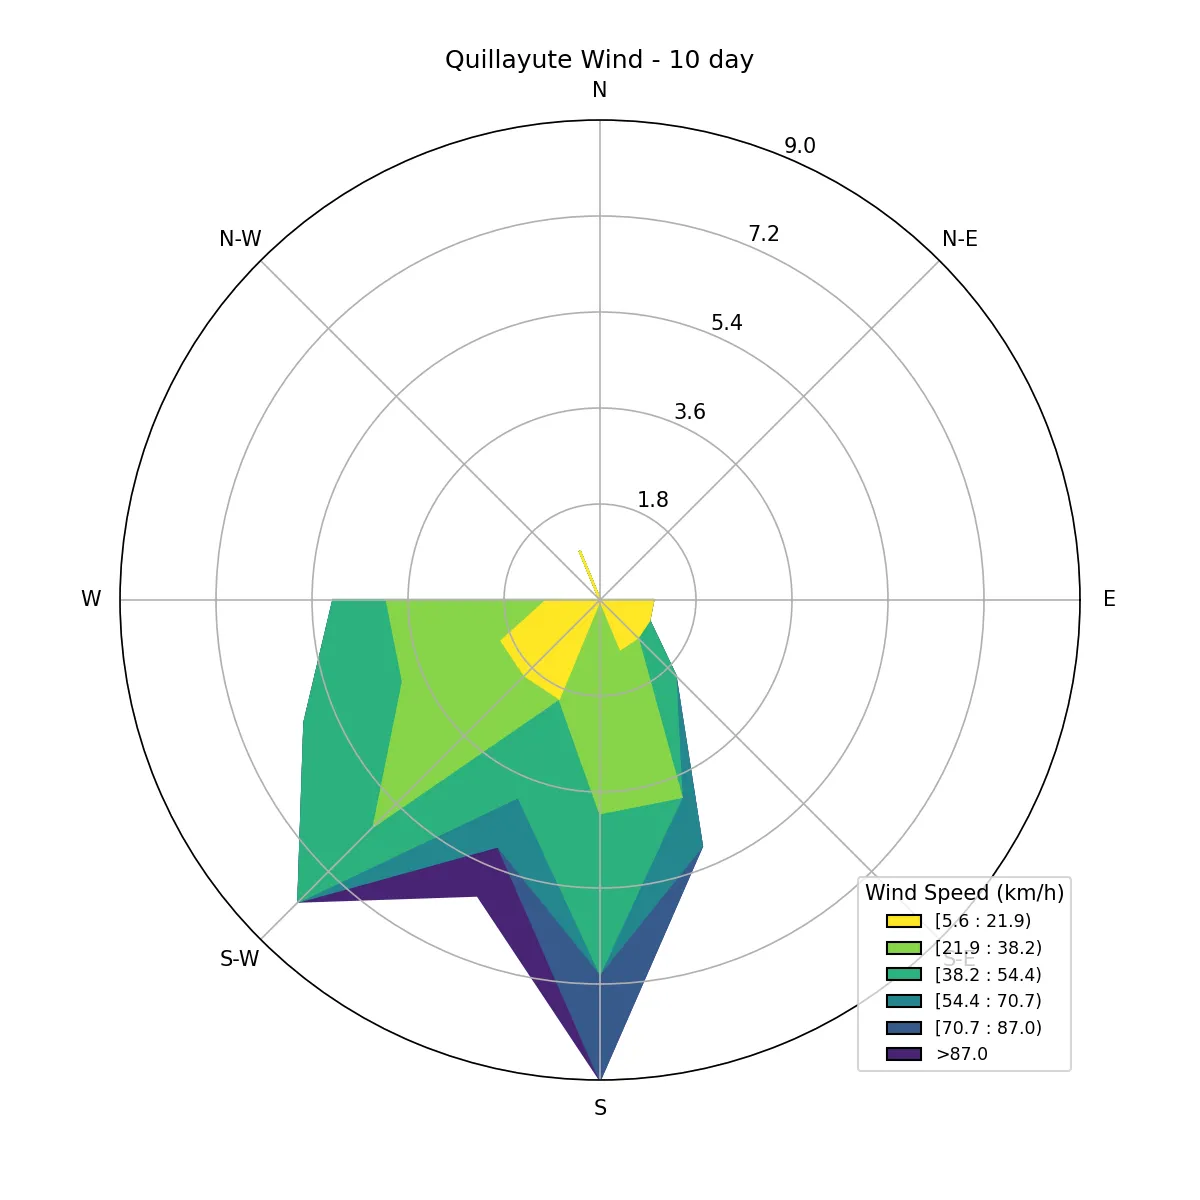 Quillayute Wind - 10 day
N
9.0
N-W
7.2
N-E
5.4
3.6
1.8
W
E
Wind Speed (km/h)
[5.6 : 21.9)
[21.9 : 38.2)
S-W
S-E
[38.2 : 54.4)
[54.4 : 70.7)
[70.7 : 87.0)
>87.0
S